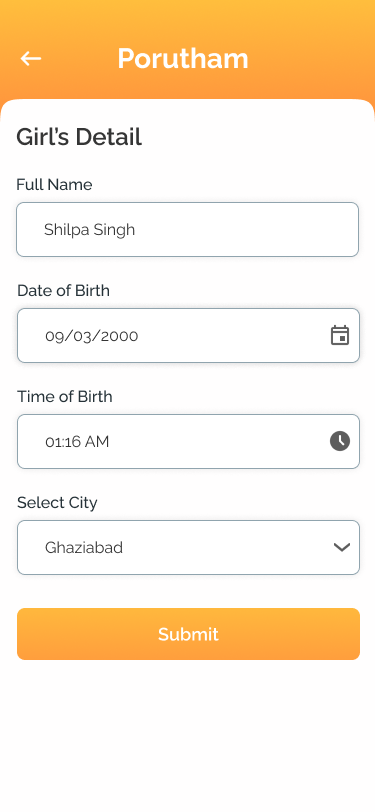 Porutham
Girl's Detail
Full Name
Shilpa Singh
Date of Birth
09/03/2000
Time of Birth
01:16 AM
Select City
Ghaziabad
Submit